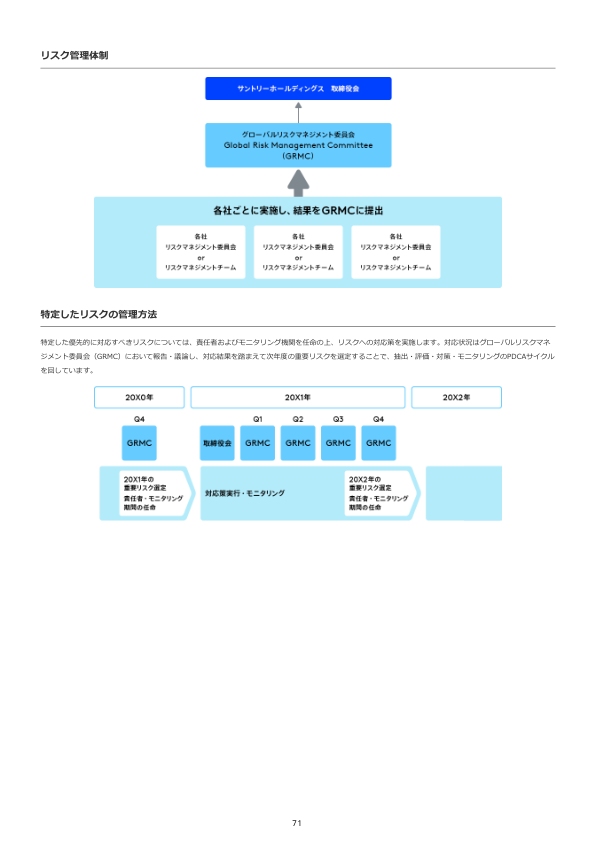 リスク管理体制
サントリーホールディングス 取締役会
グローバルリスクマネジメント委員会
Global Risk Management Committee
(GRMC)
各社ごとに実施し、結果をGRMCに提出
各社
リスクマネジメント委員会
or
リスクマネジメントチーム
各社
リスクマネジメント委員会
or
リスクマネジメントチーム
各社
リスクマネジメント委員会
or
リスクマネジメントチーム
特定したリスクの管理方法
特定した優先的に対応すべきリスクについては、責任者およびモニタリング機関を任命の上、リスクへの対応策を実施します。対応状況はグローバルリスクマネ
ジメント委員会（GRMC）において報告・議論し、対応結果を踏まえて次年度の重要リスクを選定することで、抽出・評価・対策・モニタリングのPDCAサイクル
を回しています。
20X0年 20X1年 20X2年
Q4 Q1 Q2 Q3 Q4
GRMC 取締役会 GRMC GRMC GRMC GRMC
20X1年の
重要リスク選定
責任者・モニタリング
期間の任命
対応策実行・モニタリング
20X2年の
重要リスク選定
責任者・モニタリング
期間の任命
71